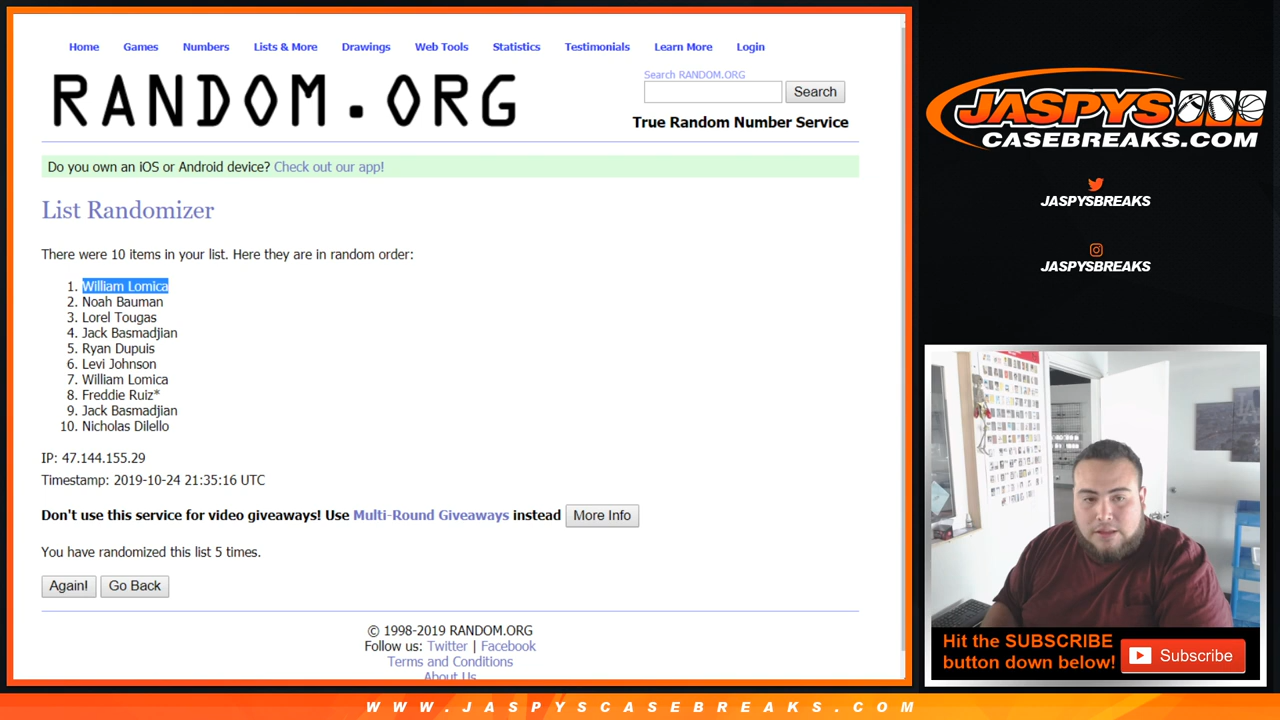 Home Games Numbers Lists & More Drawings Web Tools Statistics Testimonials Learn More Login
RANDOM.ORG
Search RANDOM.ORG
Search
True Random Number Service
Do you own an iOS or Android device? Check out our app!
List Randomizer
There were 10 items in your list. Here they are in random order:
1. William Lomica
2. Noah Bauman
3. Lorel Tougas
4. Jack Basmadjian
5. Ryan Dupuis
6. Levi Johnson
7. William Lomica
8. Freddie Ruiz*
9. Jack Basmadjian
10. Nicholas Dilello
IP: 47.144.155.29
Timestamp: 2019-10-24 21:35:16 UTC
Don't use this service for video giveaways! Use Multi-Round Giveaways instead More Info
You have randomized this list 5 times.
Again! Go Back
© 1998-2019 RANDOM.ORG
Follow us: Twitter | Facebook
Terms and Conditions
About Us
JASPYS
CASEBREAKS.COM
JASPYSBREAKS
JASPYSBREAKS
Hit the SUBSCRIBE
button down below!
Subscribe
WWW.JASPYSCASEBREAKS.COM